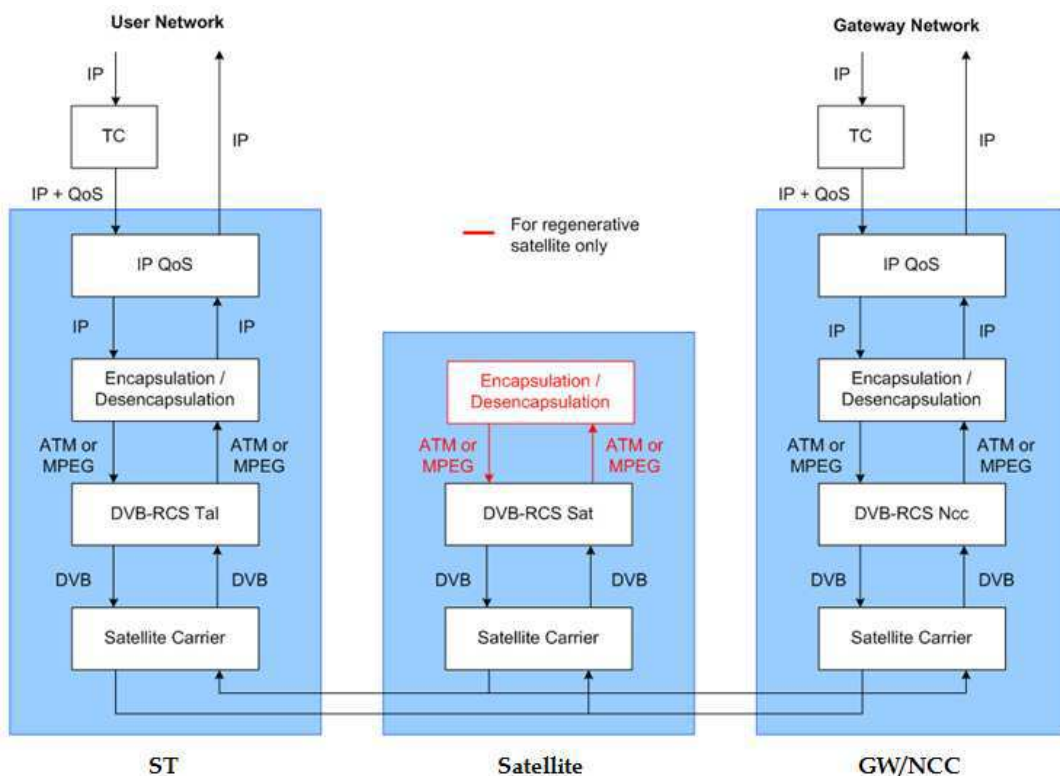 User Network
Gateway Network
IP
IP
TC
IP
TC
IP
IP + QoS
IP + QoS
For regenerative
satellite only
IP QoS
IP QoS
IP
IP
IP
IP
Encapsulation /
Desencapsulation
Encapsulation /
Desencapsulation
Encapsulation /
Desencapsulation
ATM or
MPEG
ATM or
MPEG
ATM or
MPEG
ATM or
MPEG
ATM or
MPEG
ATM or
MPEG
DVB-RCS Tal
DVB-RCS Sat
DVB-RCS Ncc
DVB
DVB
DVB
DVB
DVB
DVB
Satellite Carrier
Satellite Carrier
Satellite Carrier
ST
Satellite
GW/NCC